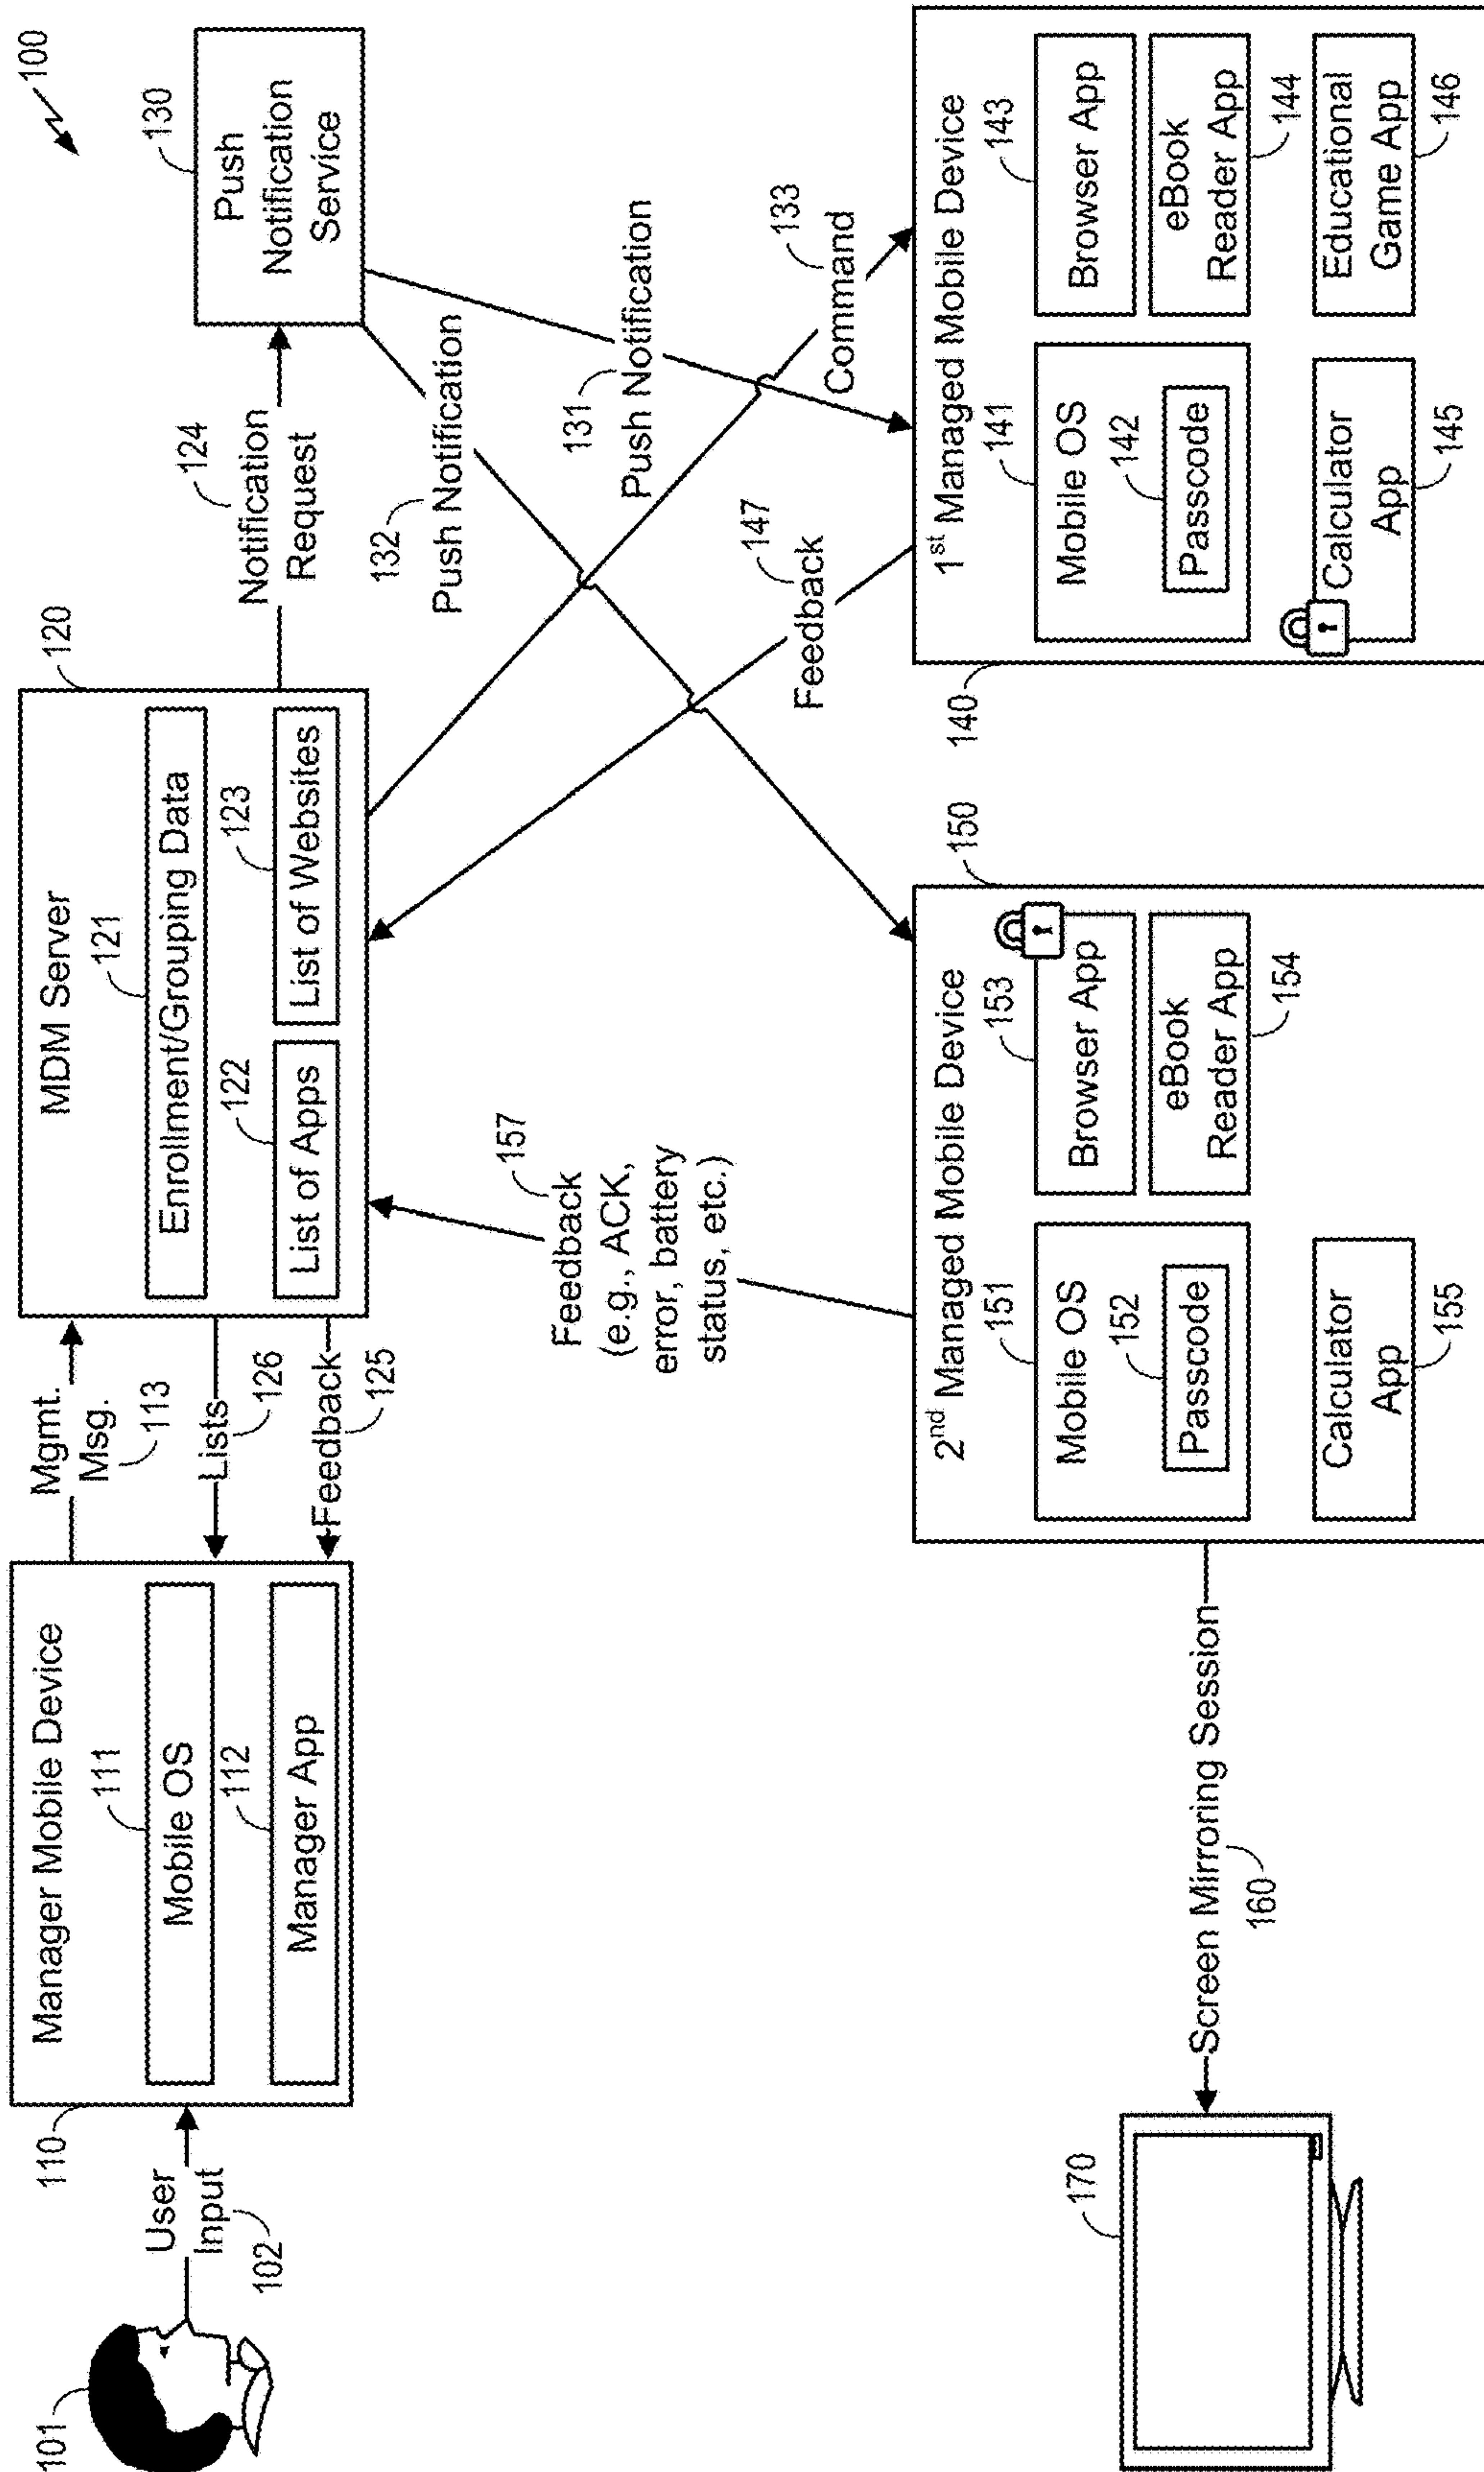 100
101
User
Input
102
110
Manager Mobile Device
111
Mobile OS
112
Manager App
Mgmt.
Msg.
113
Lists
126
Feedback
125
120
MDM Server
121
Enrollment/Grouping Data
122
List of Apps
123
List of Websites
124
Notification
Request
130
Push
Notification
Service
132
Push Notification
131
Push Notification
133
Command
147
Feedback
157
Feedback
(e.g., ACK,
error, battery
status, etc.)
170
Screen Mirroring Session
160
150
2nd Managed Mobile Device
151
Mobile OS
152
Passcode
153
Browser App
eBook
Reader App
154
Calculator
App
155
140
1st Managed Mobile Device
141
Mobile OS
142
Passcode
143
Browser App
eBook
Reader App
144
Calculator
App
145
Educational
Game App
146